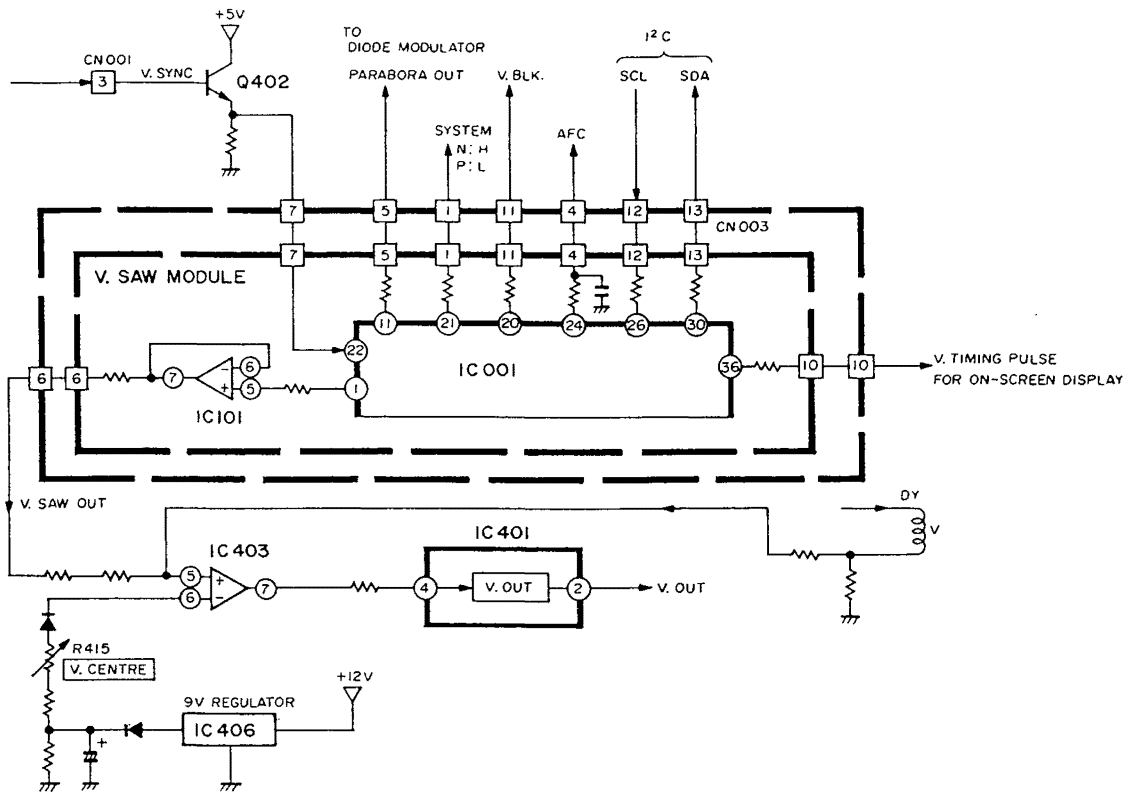 +5V
CN001
3
V. SYNC
Q402
TO
DIODE MODULATOR
PARABORA OUT
SYSTEM
N : H
P : L
V. BLK.
AFC
I²C
SCL
SDA
7
5
1
11
4
12
13
CN003
7
5
1
11
4
12
13
V. SAW MODULE
11
21
20
24
26
30
22
IC001
36
10
10
V. TIMING PULSE
FOR ON-SCREEN DISPLAY
6
6
7
-
6
+
5
1
IC101
V. SAW OUT
DY
V
IC403
IC401
5
+
6
-
7
4
V. OUT
2
V. OUT
R415
V. CENTRE
+12V
9V REGULATOR
IC406
+